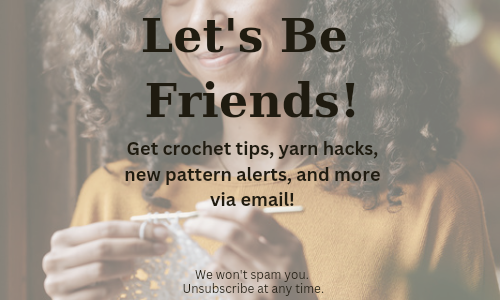 Let's Be
Friends!
Get crochet tips, yarn hacks,
new pattern alerts, and more
via email!
We won't spam you.
Unsubscribe at any time.